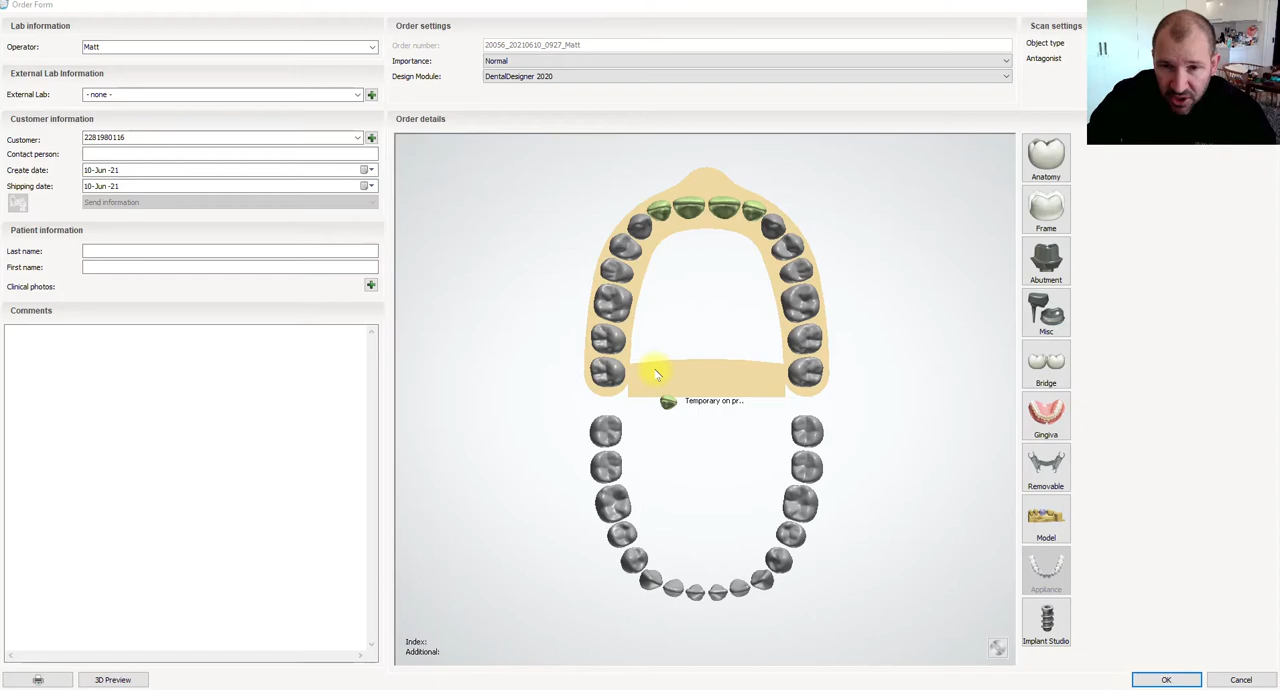 Order Form
Lab information
Operator:
Matt
External Lab Information
External Lab:
- none -
Customer information
Customer:
2281980116
Contact person:
Create date:
10-Jun -21
Shipping date:
10-Jun -21
Send information
Patient information
Last name:
First name:
Clinical photos:
Comments
3D Preview
Order settings
Order number:
20056_20210610_0927_Matt
Importance:
Normal
Design Module:
DentalDesigner 2020
Order details
Temporary on pr..
Index:
Additional:
Scan settings
Object type
Antagonist
Anatomy
Frame
Abutment
Misc
Bridge
Gingiva
Removable
Model
Appliance
Implant Studio
OK
Cancel